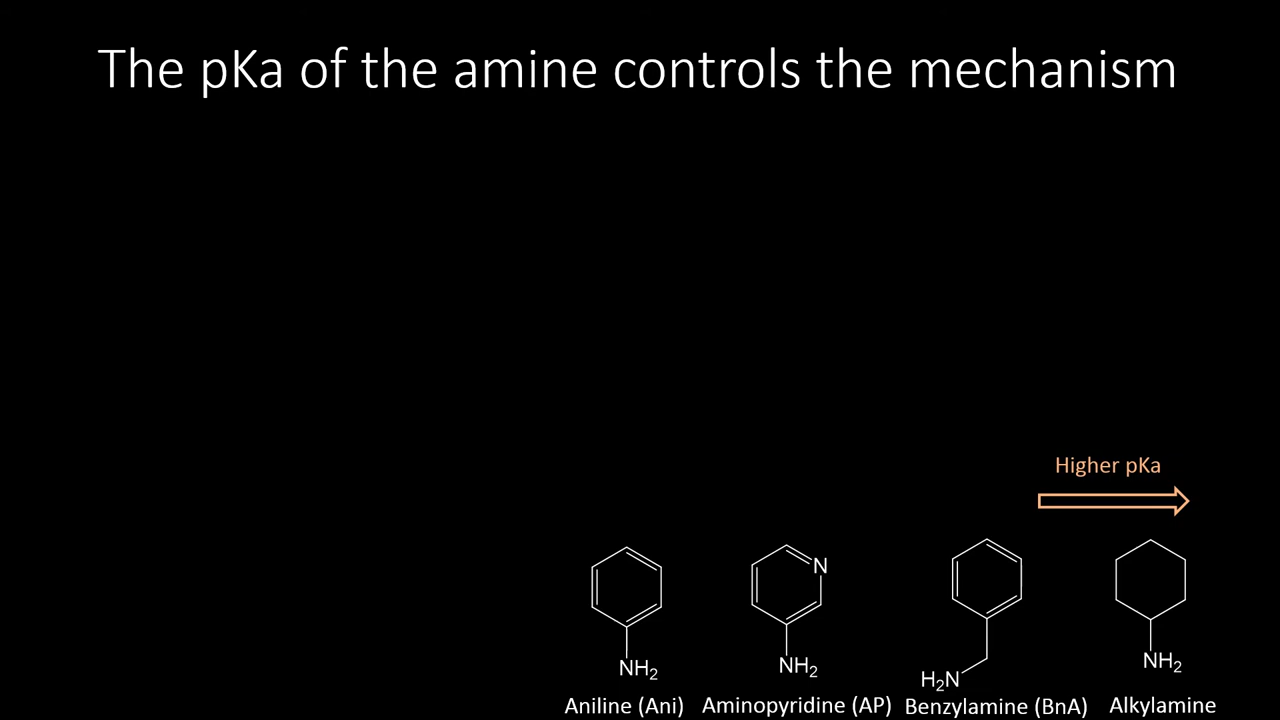 The pKa of the amine controls the mechanism
Higher pKa
N
NH₂
NH₂
H₂N
NH₂
Aniline (Ani)
Aminopyridine (AP)
Benzylamine (BnA)
Alkylamine